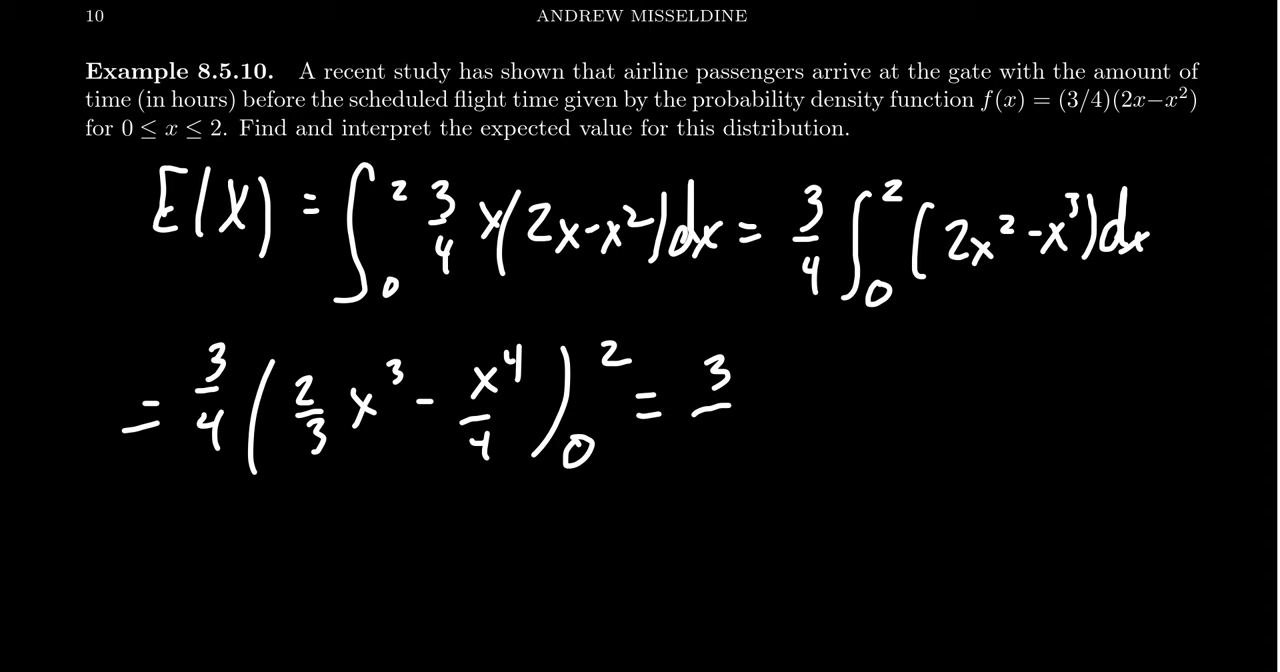 10 ANDREW MISSELDINE
Example 8.5.10. A recent study has shown that airline passengers arrive at the gate with the amount of
time (in hours) before the scheduled flight time given by the probability density function f(x) = (3/4)(2x−x²)
for 0 ≤ x ≤ 2. Find and interpret the expected value for this distribution.
E(X) = ∫₀² 3/4 x(2x-x²)dx = 3/4 ∫₀² (2x²-x³)dx
= 3/4 (2/3 x³ - x⁴/4)₀² = 3/